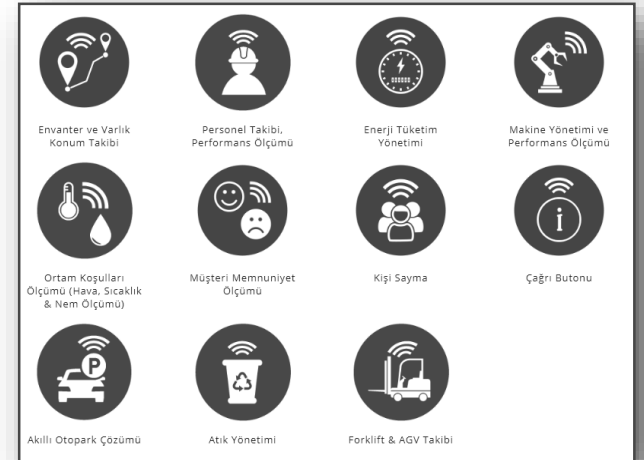 Envanter ve Varlık
Konum Takibi
Personel Takibi,
Performans Ölçümü
Enerji Tüketim
Yönetimi
Makine Yönetimi ve
Performans Ölçümü
Ortam Koşulları
Ölçümü (Hava, Sıcaklık
& Nem Ölçümü)
Müşteri Memnuniyet
Ölçümü
Kişi Sayma
i
Çağrı Butonu
P
Akıllı Otopark Çözümü
Atık Yönetimi
Forklift & AGV Takibi